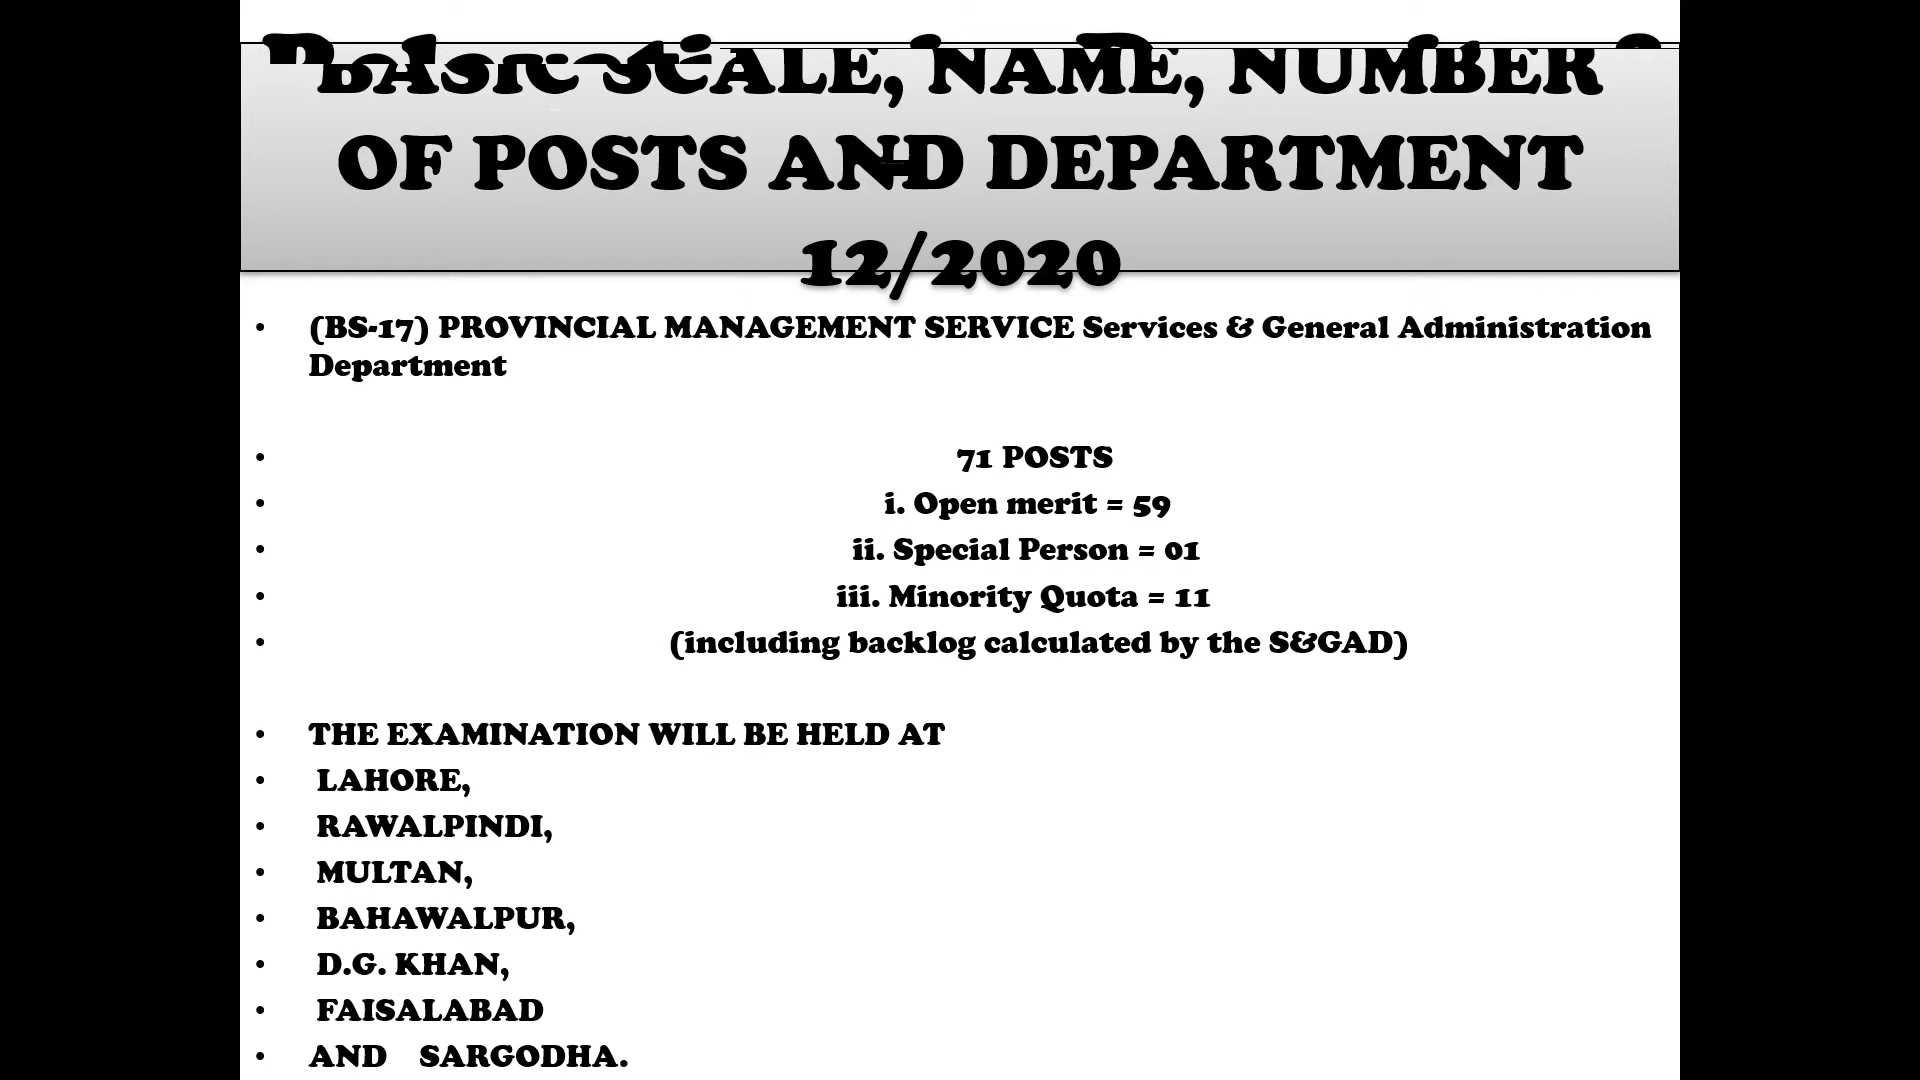 BASIC SCALE, NAME, NUMBER
OF POSTS AND DEPARTMENT
12/2020
• (BS-17) PROVINCIAL MANAGEMENT SERVICE Services & General Administration
Department
• 71 POSTS
• i. Open merit = 59
• ii. Special Person = 01
• iii. Minority Quota = 11
• (including backlog calculated by the S&GAD)
• THE EXAMINATION WILL BE HELD AT
• LAHORE,
• RAWALPINDI,
• MULTAN,
• BAHAWALPUR,
• D.G. KHAN,
• FAISALABAD
• AND SARGODHA.